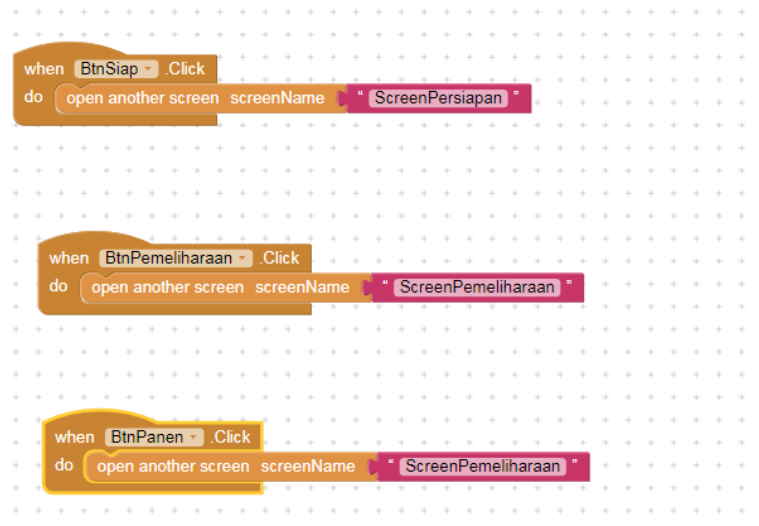 when BtnSiap .Click
do open another screen screenName " ScreenPersiapan "
when BtnPemeliharaan .Click
do open another screen screenName " ScreenPemeliharaan "
when BtnPanen .Click
do open another screen screenName " ScreenPemeliharaan "